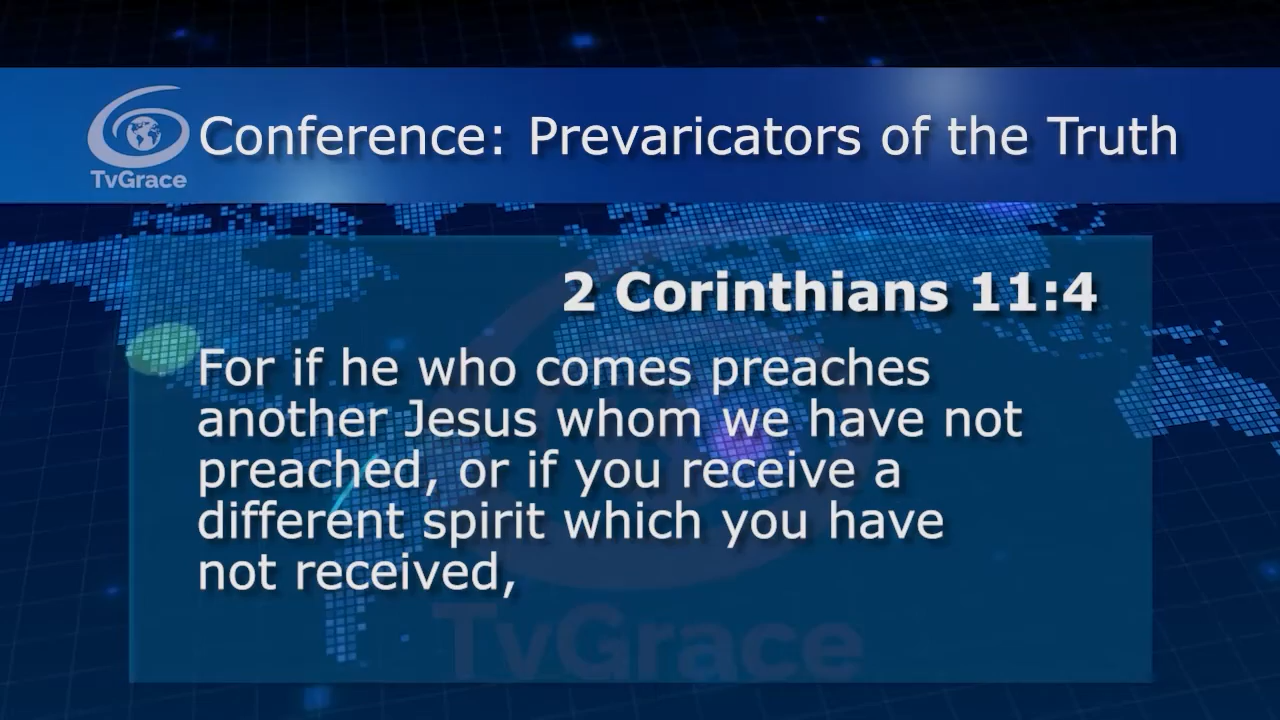 Conference: Prevaricators of the Truth
TvGrace
2 Corinthians 11:4
For if he who comes preaches
another Jesus whom we have not
preached, or if you receive a
different spirit which you have
not received,
TvGrace